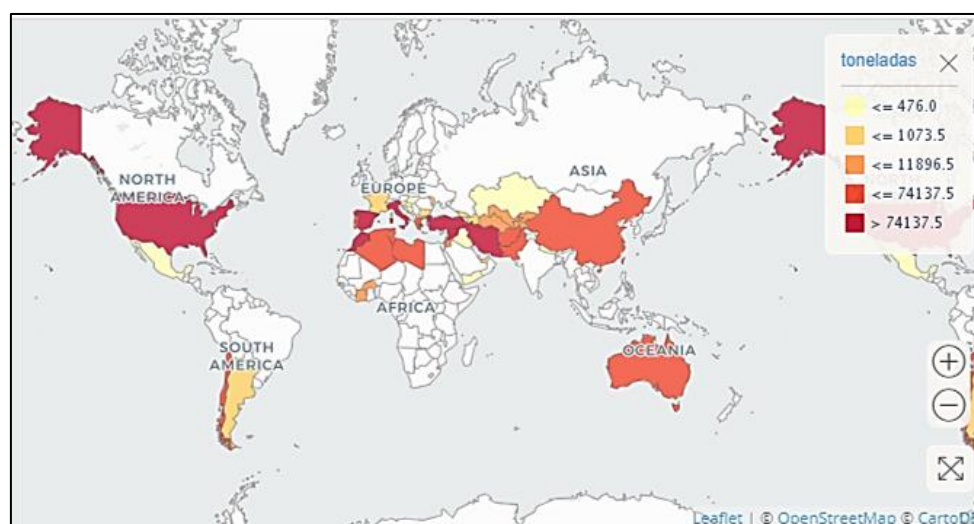 toneladas
<= 476.0
<= 1073.5
<= 11896.5
<= 74137.5
> 74137.5
NORTH
AMERICA
EUROPE
ASIA
AFRICA
SOUTH
AMERICA
OCEANIA
Leaflet | © OpenStreetMap © CartoD